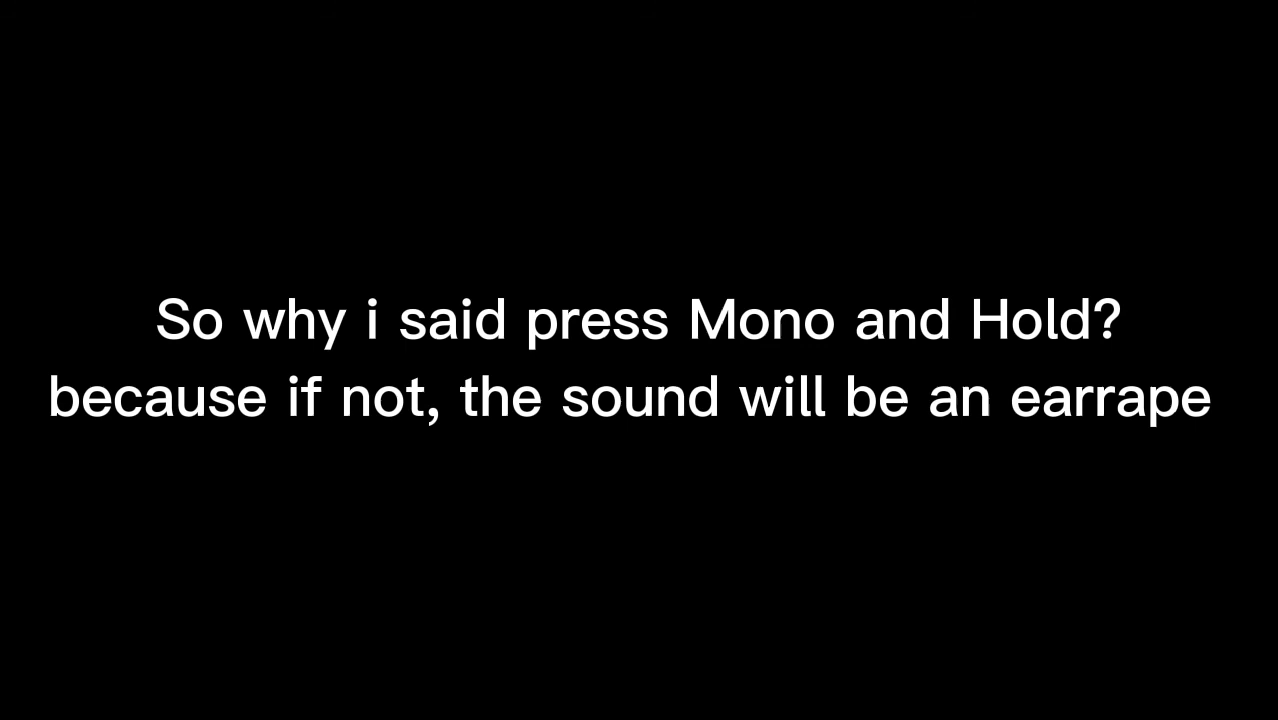 So why i said press Mono and Hold?
because if not, the sound will be an earrape